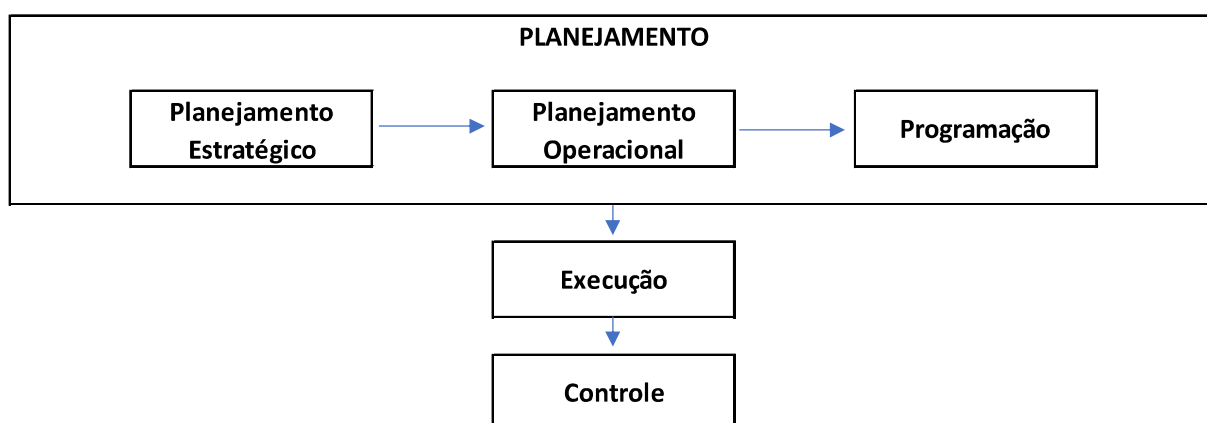 PLANEJAMENTO
Planejamento
Estratégico
Planejamento
Operacional
Programação
Execução
Controle